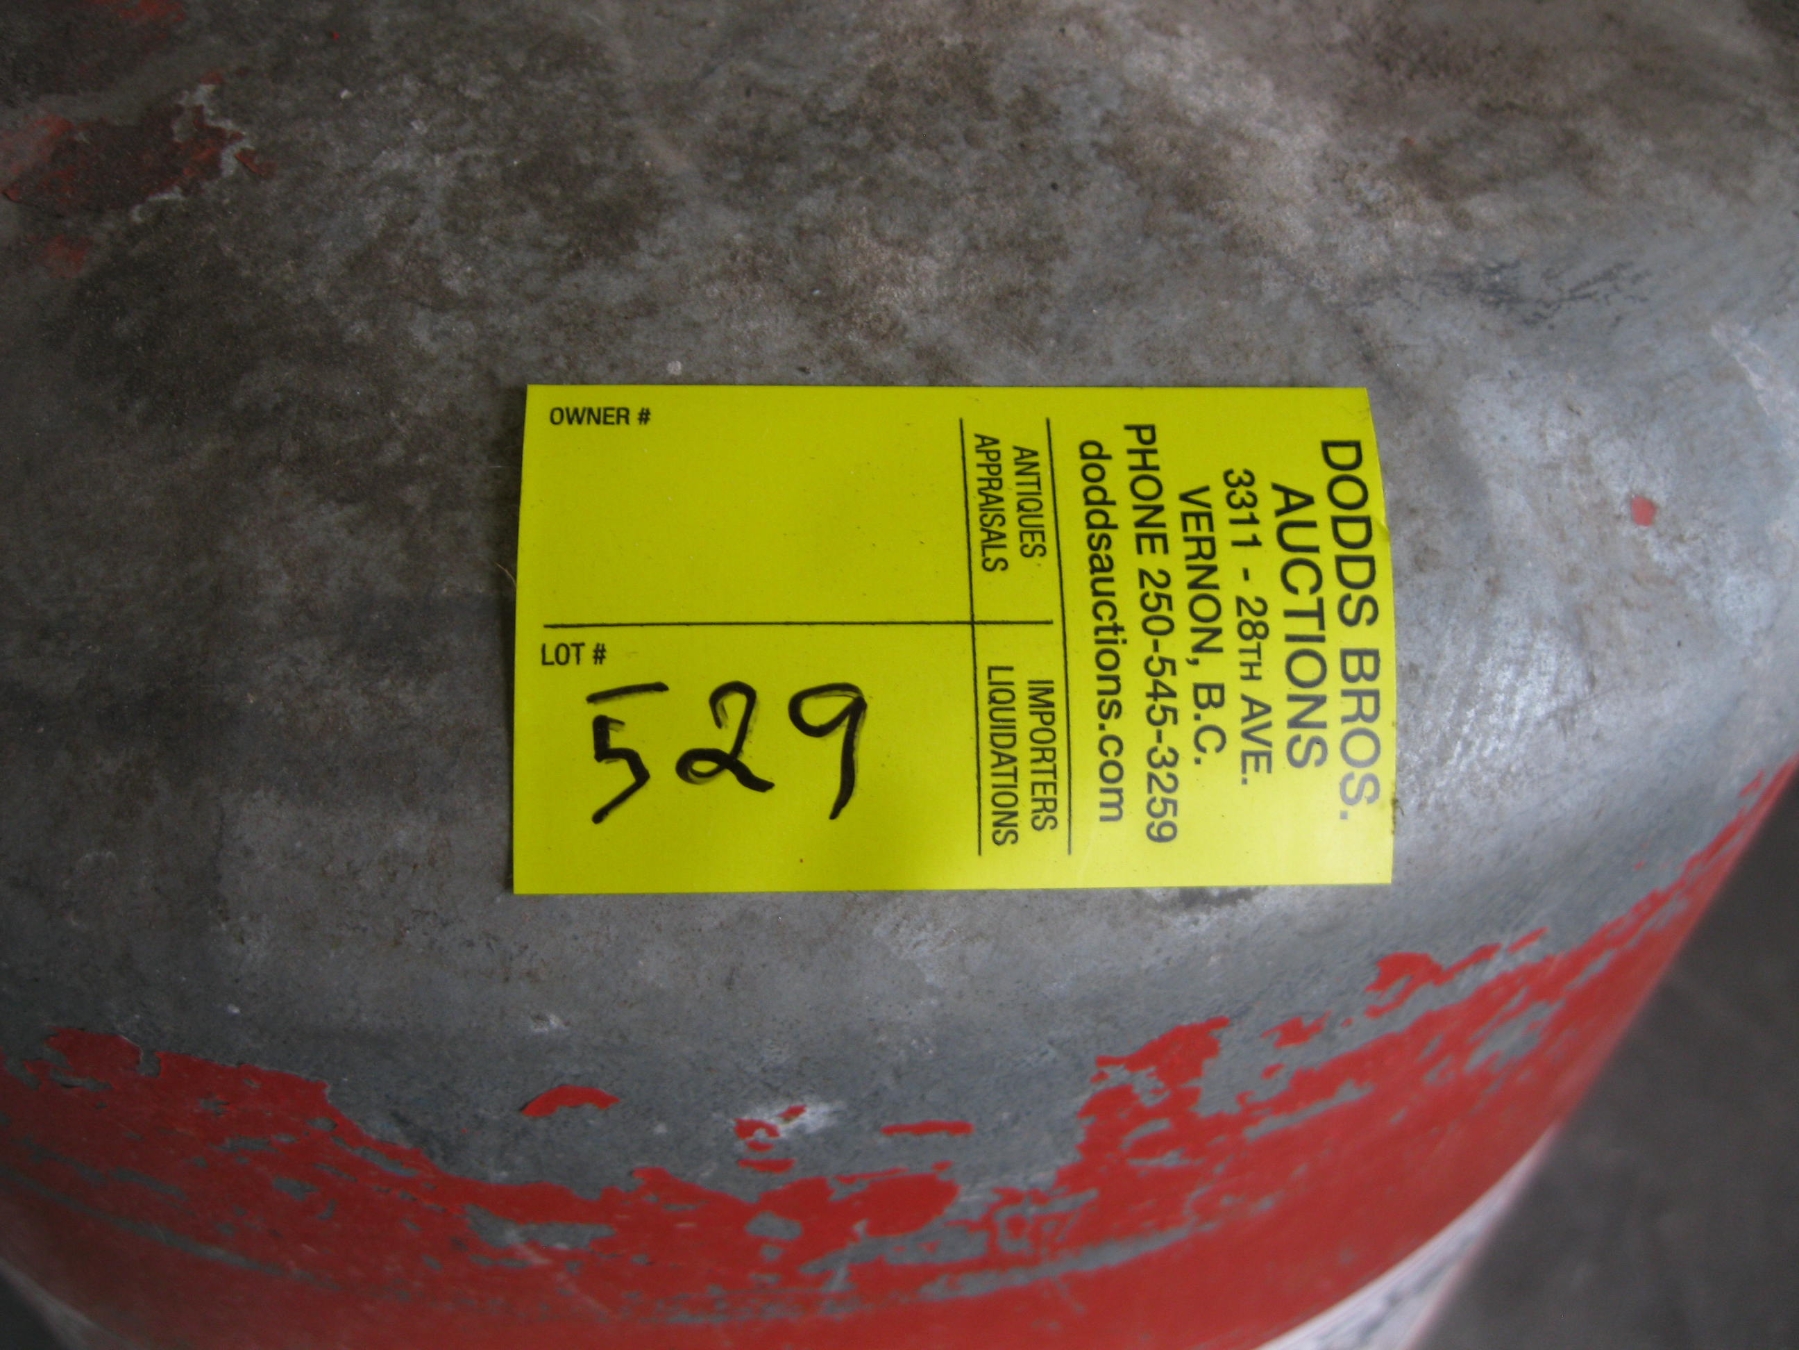 DODDS BROS.
AUCTIONS
3311 - 28TH AVE.
VERNON, B.C.
PHONE 250-545-3259
doddsauctions.com
ANTIQUES
APPRAISALS
IMPORTERS
LIQUIDATIONS
OWNER #
LOT #
529